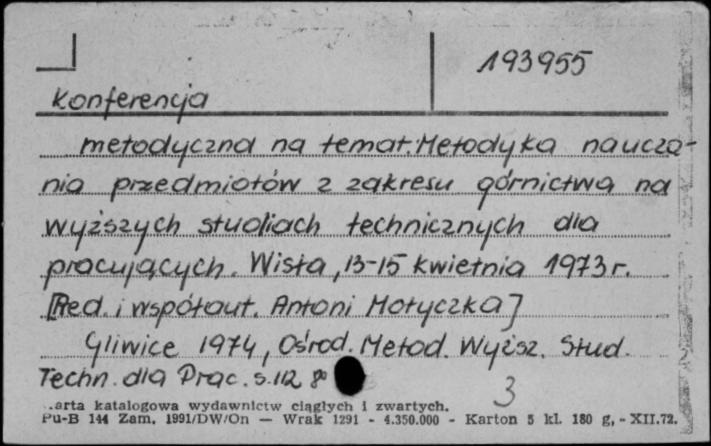 193955
Konferencja
metodyczna na temat: Metodyka naucza-
nia przedmiotów z zakresu górnictwa na
wyższych studiach technicznych dla
pracujących. Wisła, 13-15 kwietnia 1973 r.
[Red. i współaut. Antoni Motyczka]
Gliwice 1974, Ośrod. Metod. Wyższ. Stud.
Techn. dla Prac. s. 112 8°
3
.arta katalogowa wydawnictw ciągłych i zwartych.
Pu-B 144 Zam. 1991/DW/On — Wrak 1291 - 4.350.000 - Karton 5 kl. 180 g, - XII.72.